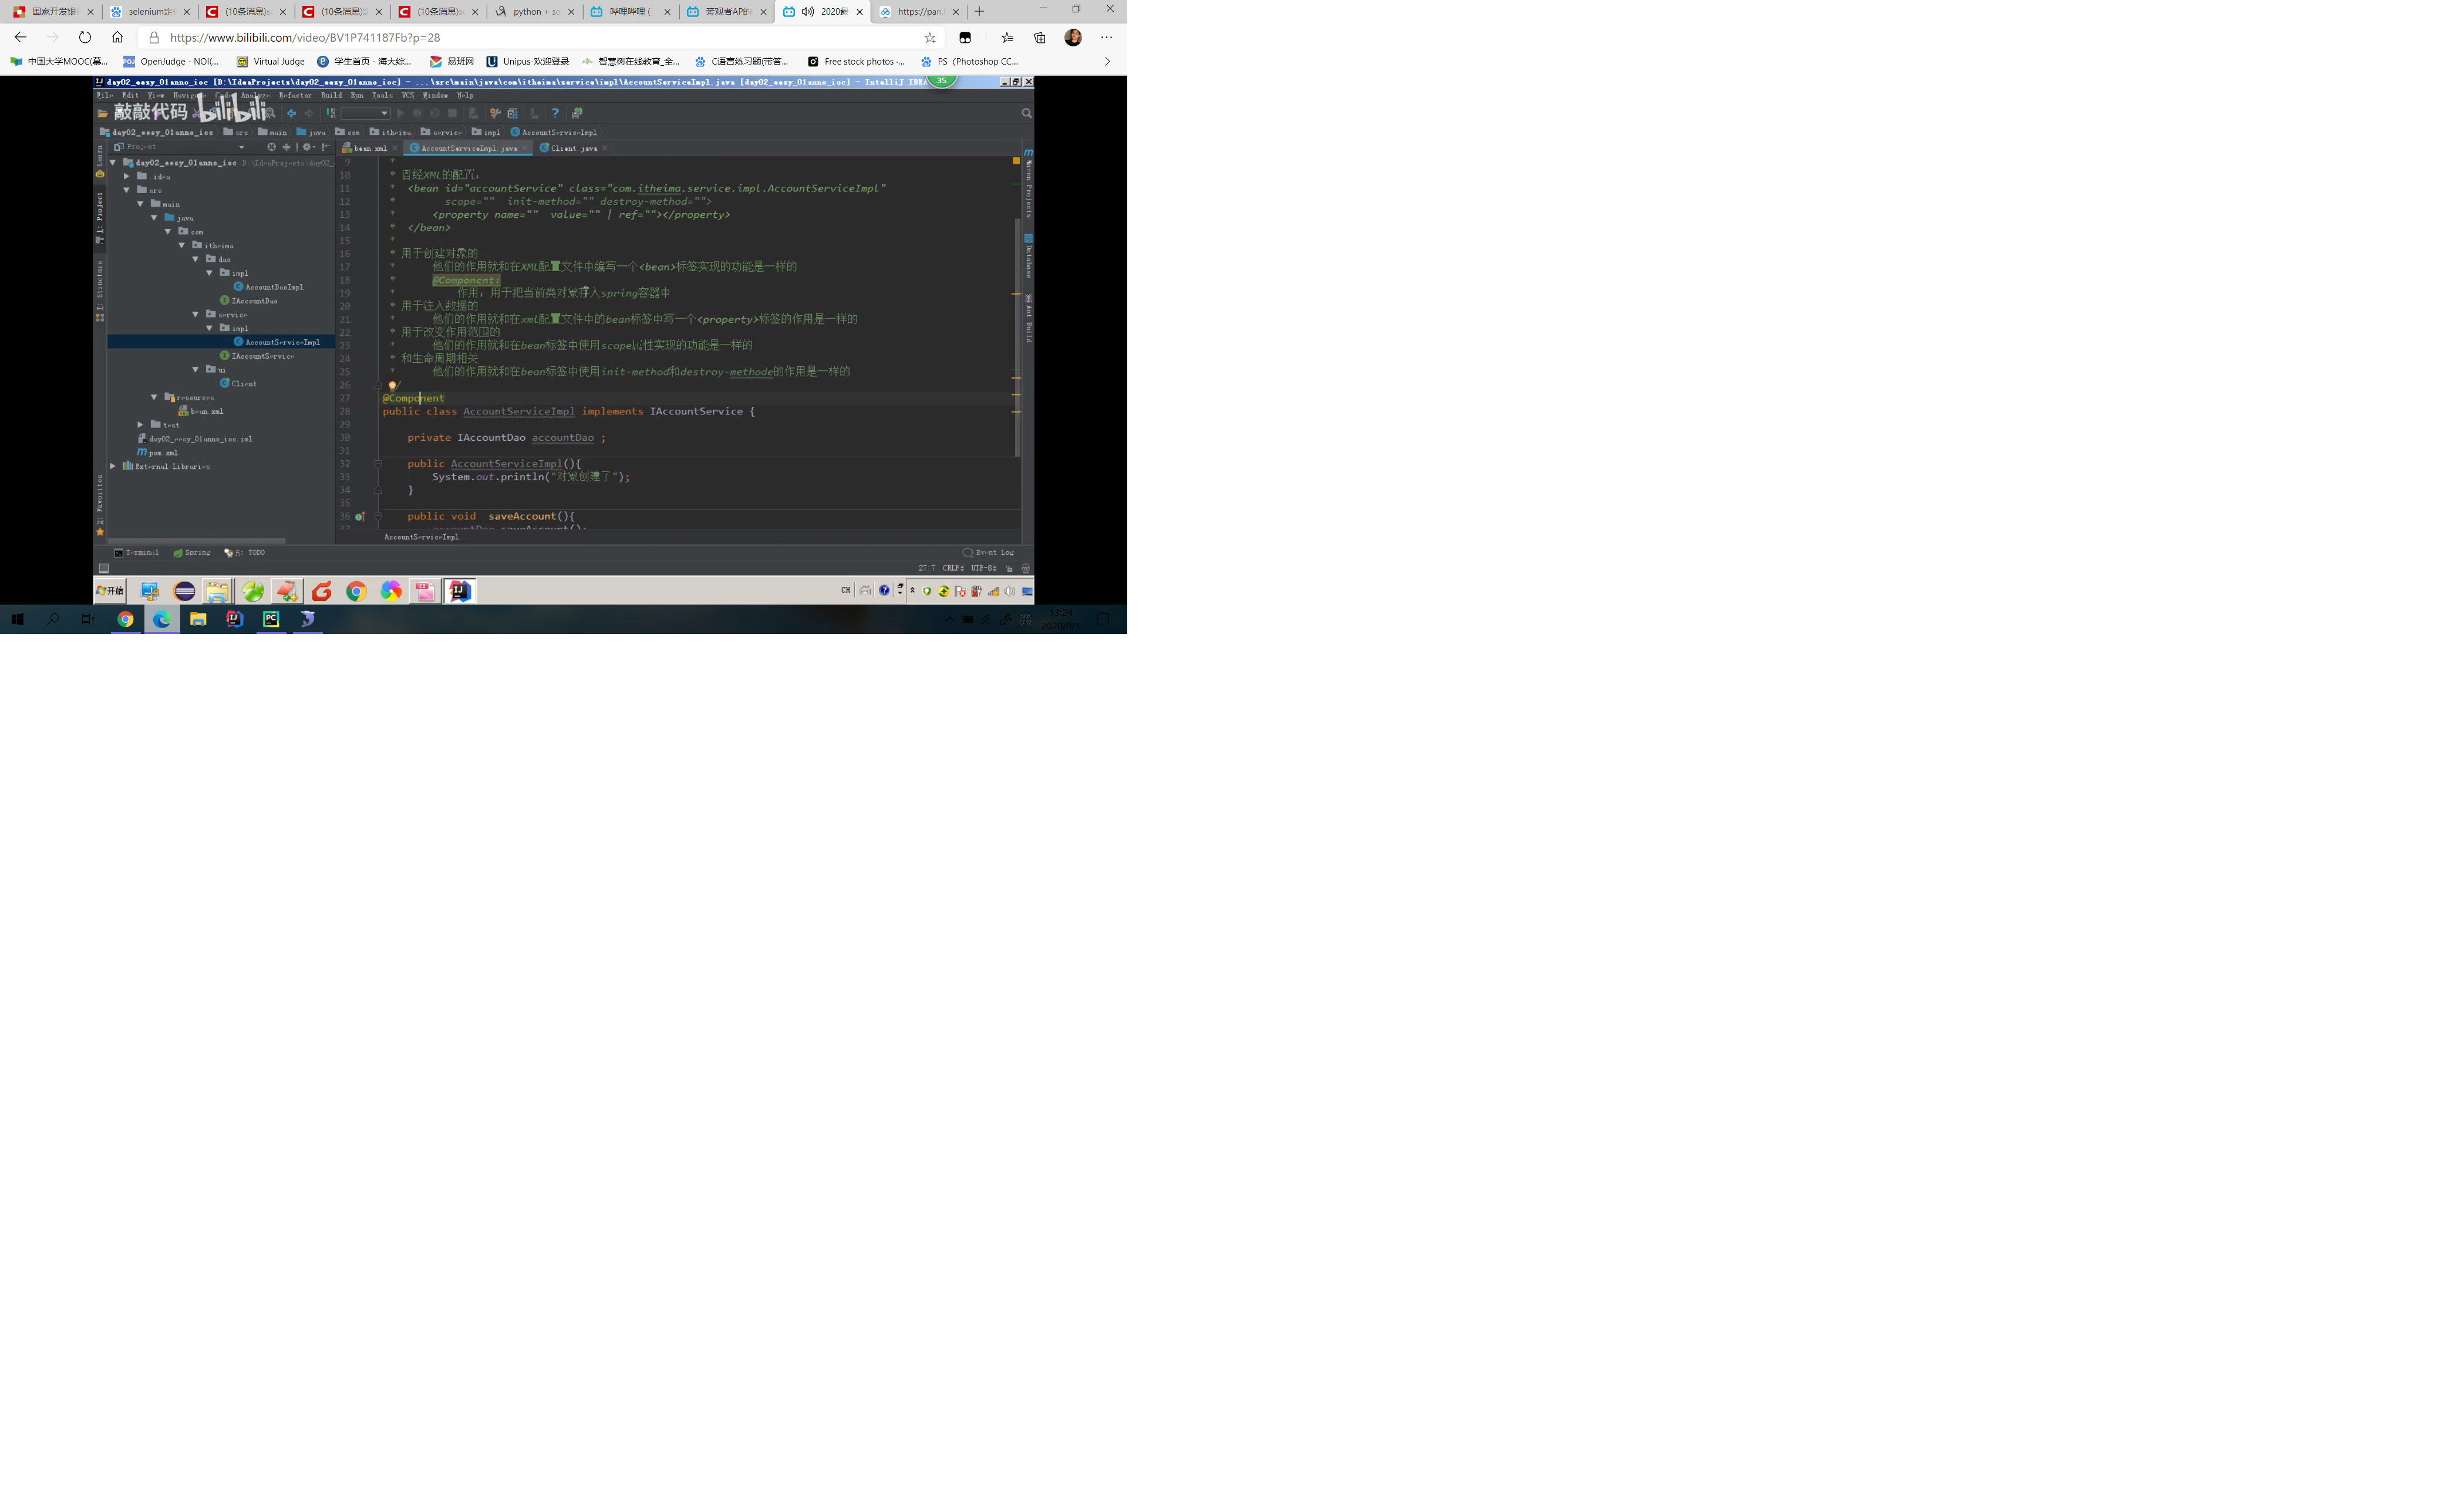 国家开发银
selenium定
(10条消息)s
(10条消息)定
(10条消息)s
python + se
哔哩哔哩 (
旁观者AP的
2020最
https://pan.
https://www.bilibili.com/video/BV1P741187Fb?p=28
中国大学MOOC(慕...
OpenJudge - NOI(...
Virtual Judge
学生首页 - 海大综...
易班网
Unipus-欢迎登录
智慧树在线教育_全...
C语言练习题(带答...
Free stock photos -...
PS（Photoshop CC...
day02_eesy_01anno_ioc [D:\IdeaProjects\day02_eesy_01anno_ioc] - ...\src\main\java\com\itheima\service\impl\AccountServiceImpl.java [day02_eesy_01anno_ioc] - IntelliJ IDEA
35
File Edit View Navigate Code Analyze Refactor Build Run Tools VCS Window Help
敲敲代码 bilibili
day02_eesy_01anno_ioc src main java com itheima service impl AccountServiceImpl
Project
bean.xml
AccountServiceImpl.java
Client.java
day02_eesy_01anno_ioc D:\IdeaProjects\day02_
.idea
src
main
java
com
itheima
dao
impl
AccountDaoImpl
IAccountDao
service
impl
AccountServiceImpl
IAccountService
ui
Client
resources
bean.xml
test
day02_eesy_01anno_ioc.iml
pom.xml
External Libraries
Learn
1: Project
7: Structure
2: Favorites
Maven Projects
Database
Ant Build
9 *
10 * 曾经XML的配置：
11 * <bean id="accountService" class="com.itheima.service.impl.AccountServiceImpl"
12 * scope="" init-method="" destroy-method="">
13 * <property name="" value="" | ref=""></property>
14 * </bean>
15 *
16 * 用于创建对象的
17 * 他们的作用就和在XML配置文件中编写一个<bean>标签实现的功能是一样的
18 * @Component:
19 * 作用：用于把当前类对象存入spring容器中
20 * 用于注入数据的
21 * 他们的作用就和在xml配置文件中的bean标签中写一个<property>标签的作用是一样的
22 * 用于改变作用范围的
23 * 他们的作用就和在bean标签中使用scope属性实现的功能是一样的
24 * 和生命周期相关
25 * 他们的作用就和在bean标签中使用init-method和destroy-methode的作用是一样的
26 */
27 @Component
28 public class AccountServiceImpl implements IAccountService {
29
30 private IAccountDao accountDao ;
31
32 public AccountServiceImpl(){
33 System.out.println("对象创建了");
34 }
35
36 public void saveAccount(){
37 accountDao.saveAccount();
AccountServiceImpl
Terminal Spring 6: TODO
Event Log
27:7 CRLF÷ UTF-8÷
开始
CH
13:24
2020/8/1